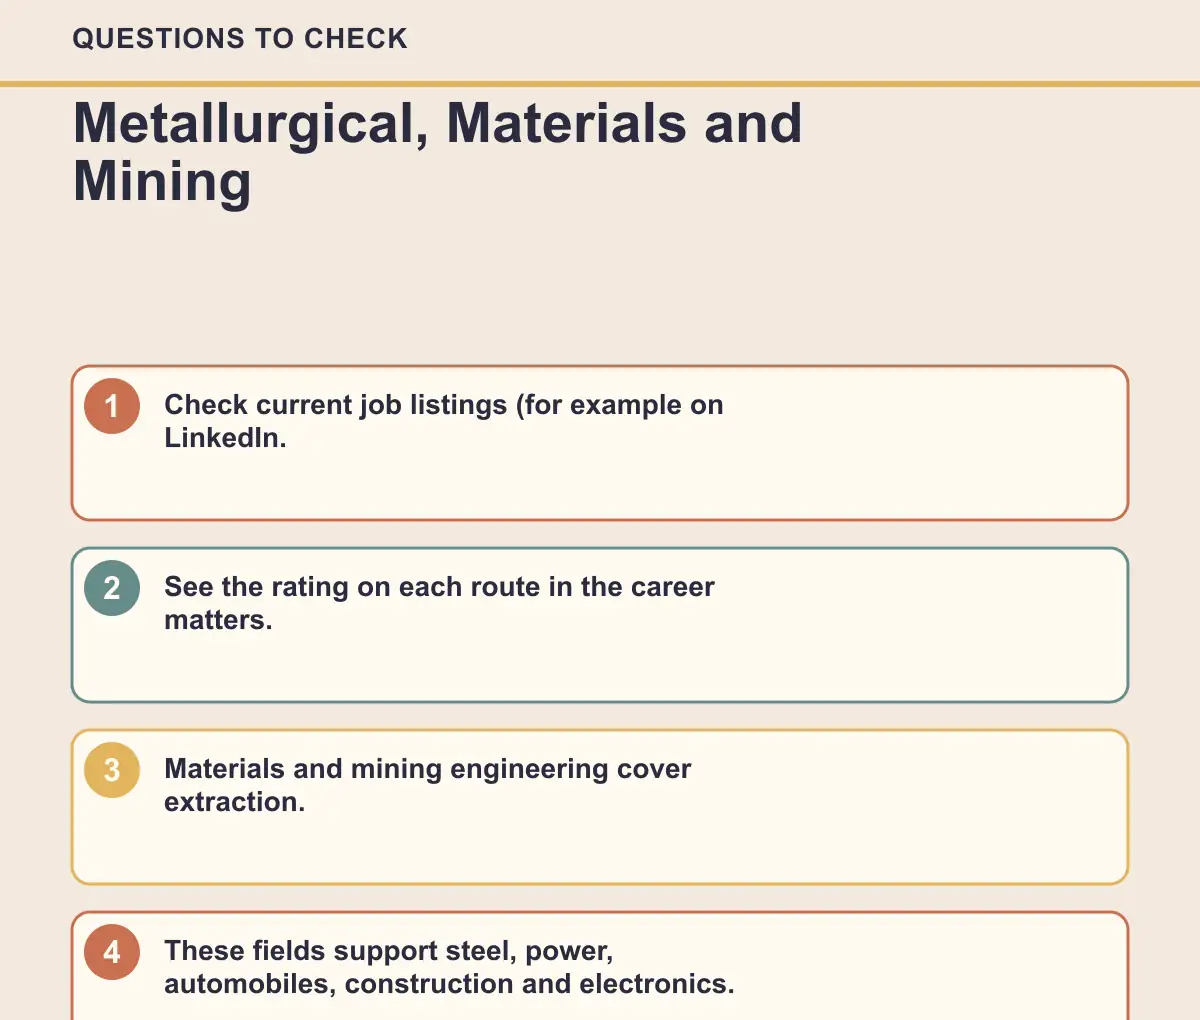 QUESTIONS TO CHECK
Metallurgical, Materials and
Mining
1
Check current job listings (for example on
LinkedIn.
2
See the rating on each route in the career
matters.
3
Materials and mining engineering cover
extraction.
4
These fields support steel, power,
automobiles, construction and electronics.